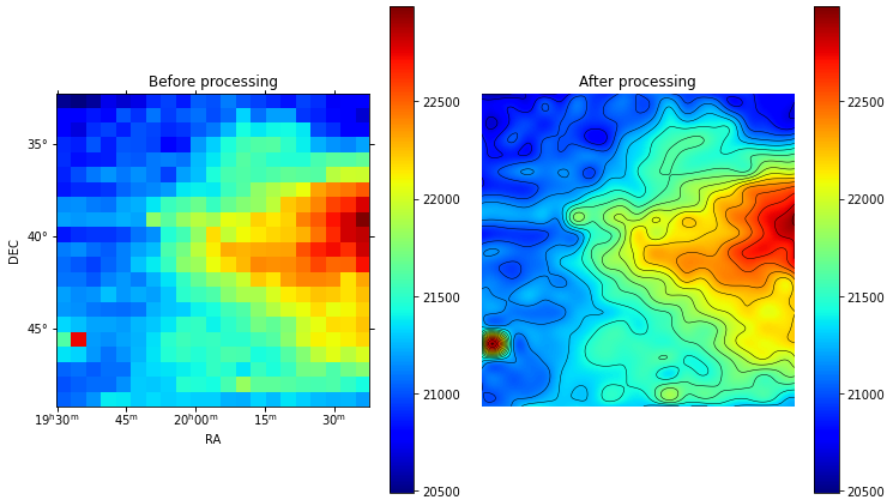 Before processing
After processing
35°
40°
45°
DEC
19ʰ30ᵐ
45ᵐ
20ʰ00ᵐ
15ᵐ
30ᵐ
RA
22500
22000
21500
21000
20500
22500
22000
21500
21000
20500